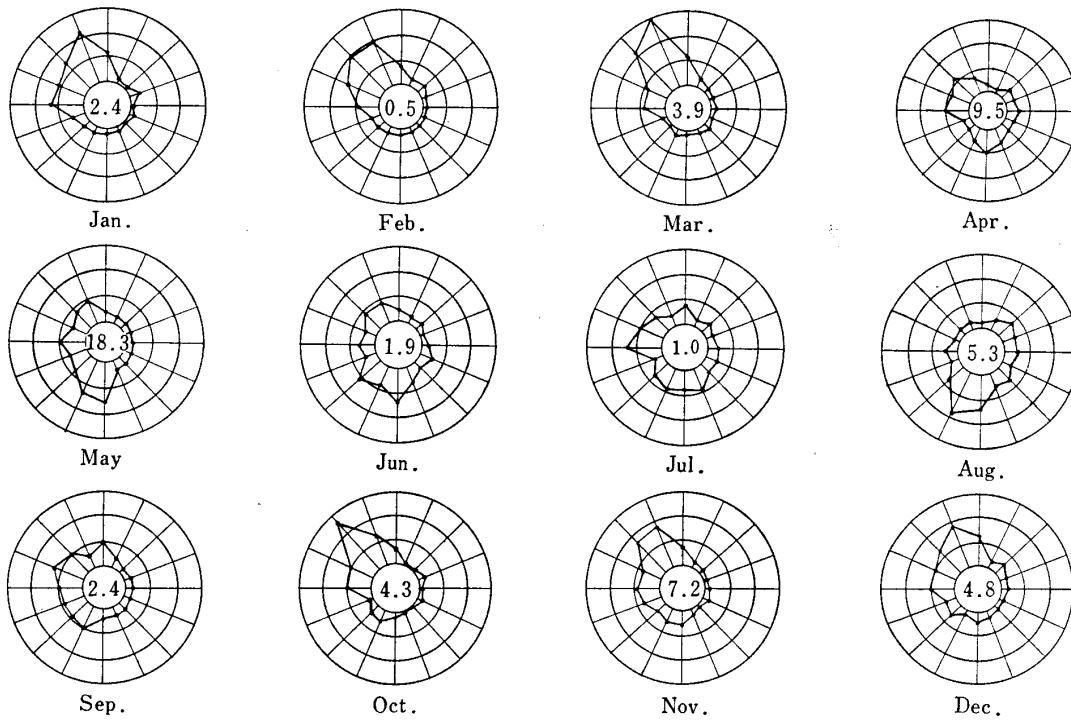 2.4 0.5 3.9 9.5
Jan. Feb. Mar. Apr.
18.3 1.9 1.0 5.3
May Jun. Jul. Aug.
2.4 4.3 7.2 4.8
Sep. Oct. Nov. Dec.